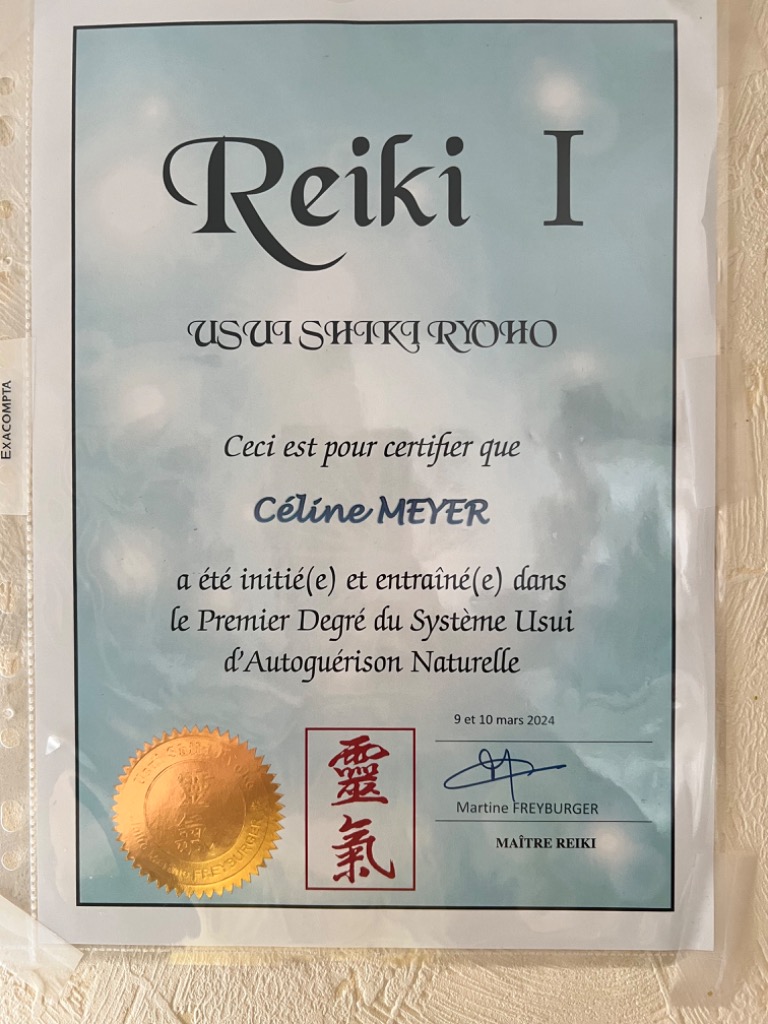 Reiki I
USUI SHIKI RYOHO
Ceci est pour certifier que
Céline MEYER
a été initié(e) et entraîné(e) dans
le Premier Degré du Système Usui
d'Autoguérison Naturelle
9 et 10 mars 2024
Martine FREYBURGER
MAÎTRE REIKI
靈
氣
FREYBURGER
EXACOMPTA